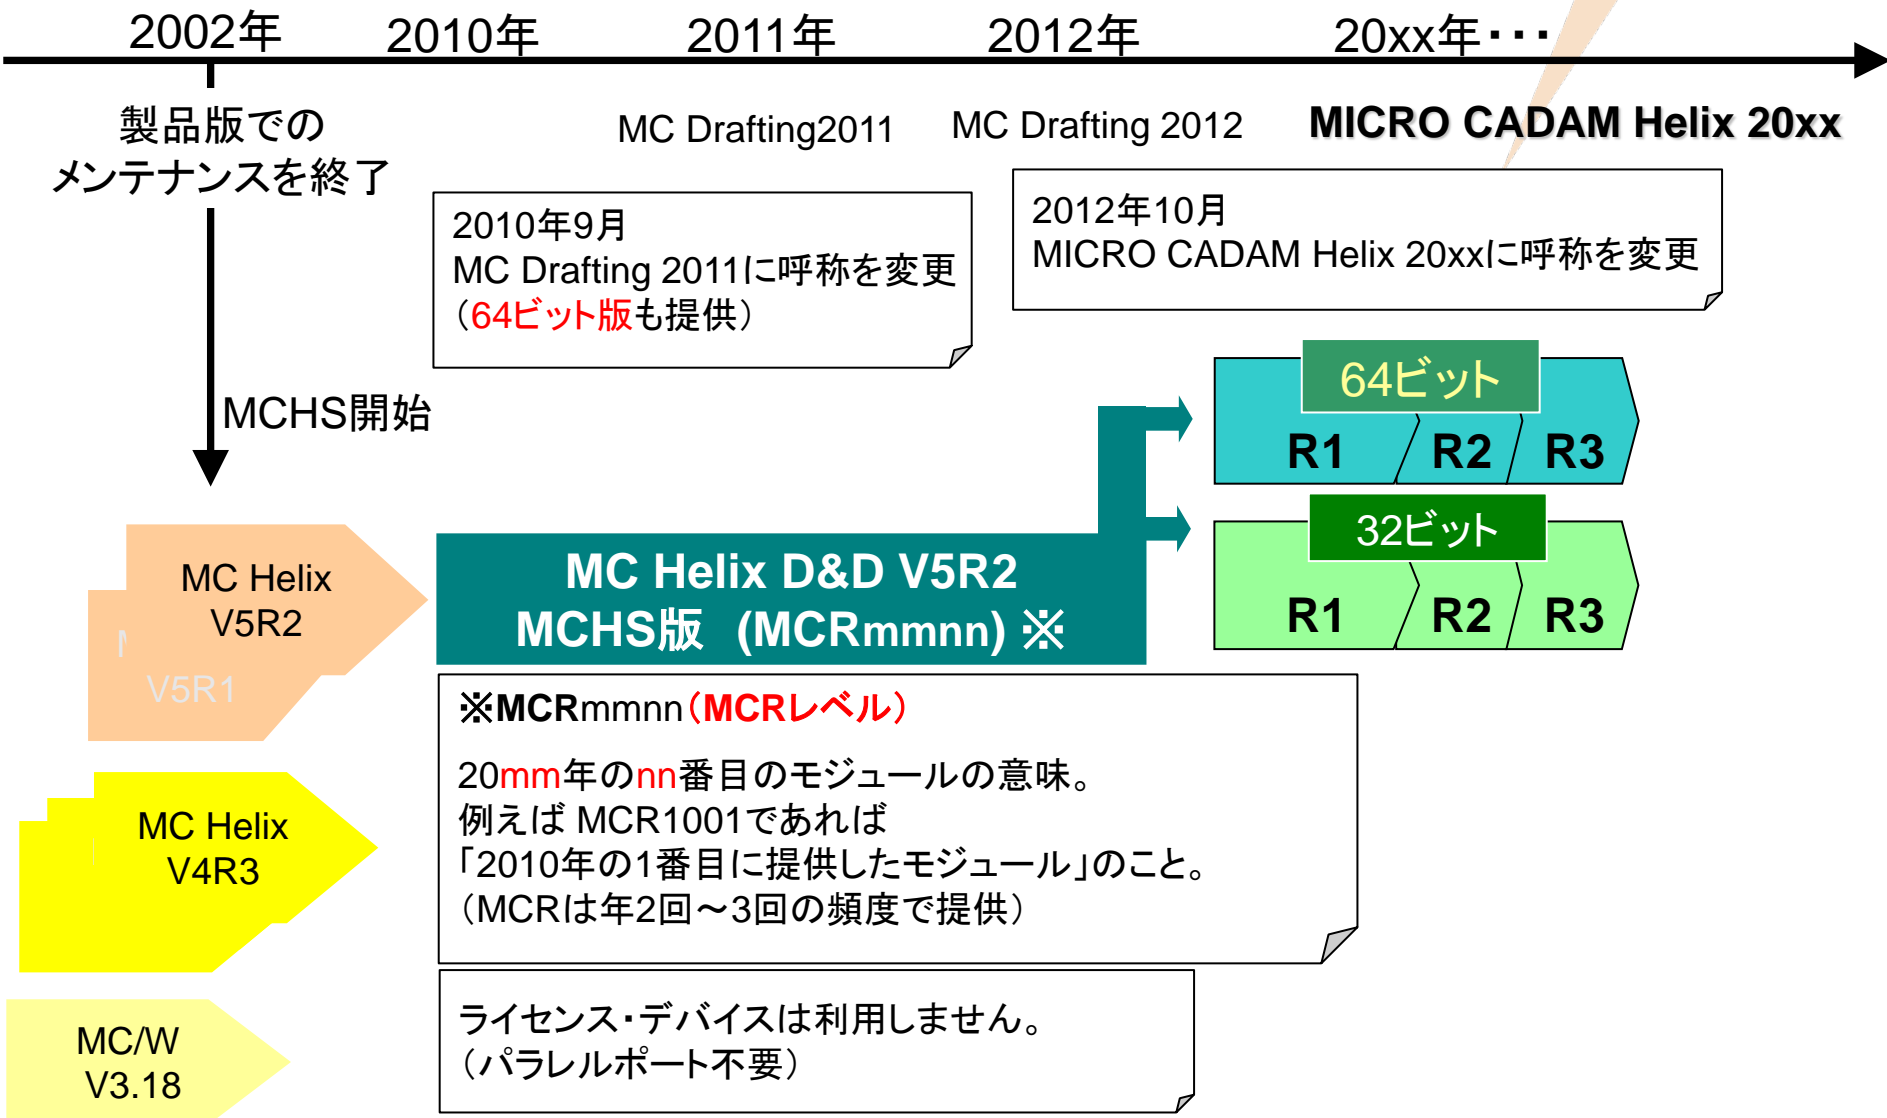 2002年
2010年
2011年
2012年
20xx年・・・
製品版での
メンテナンスを終了
MC Drafting2011
MC Drafting 2012
MICRO CADAM Helix 20xx
2010年9月
MC Drafting 2011に呼称を変更
（64ビット版も提供）
2012年10月
MICRO CADAM Helix 20xxに呼称を変更
MCHS開始
64ビット
R1
R2
R3
32ビット
R1
R2
R3
MC Helix
V5R2
V5R1
MC Helix D&D V5R2
MCHS版 (MCRmmnn) ※
※MCRmmnn（MCRレベル）
20mm年のnn番目のモジュールの意味。
例えば MCR1001であれば
「2010年の1番目に提供したモジュール」のこと。
（MCRは年2回～3回の頻度で提供）
MC Helix
V4R3
ライセンス・デバイスは利用しません。
（パラレルポート不要）
MC/W
V3.18